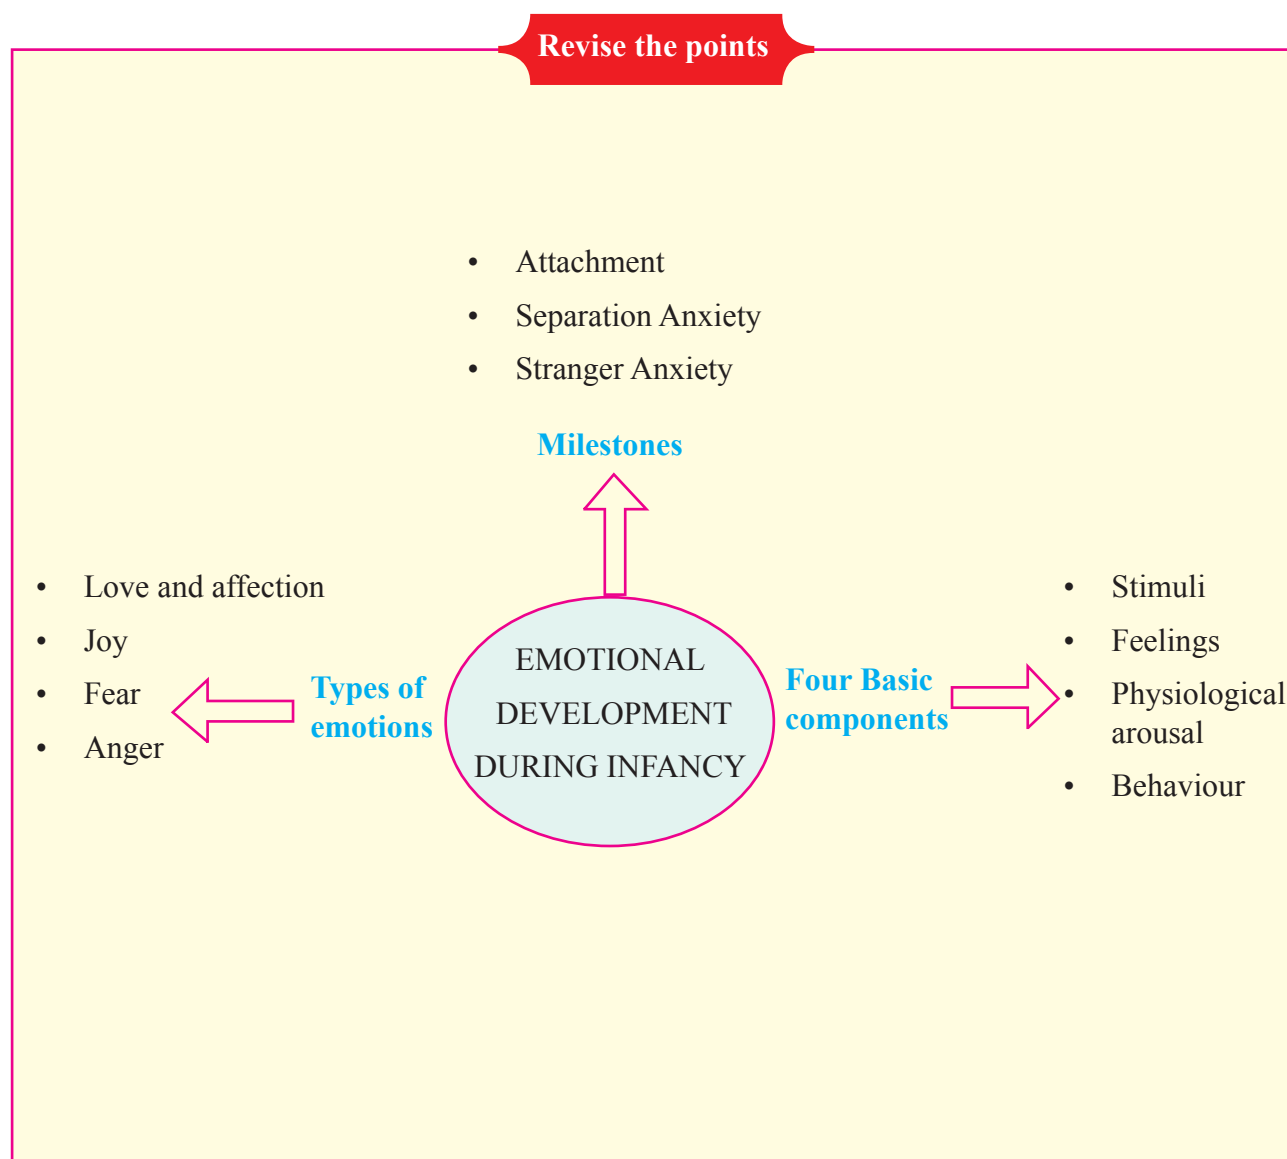 Revise the points
• Attachment
• Separation Anxiety
• Stranger Anxiety
Milestones
• Love and affection
• Joy
• Fear
• Anger
Types of
emotions
EMOTIONAL
DEVELOPMENT
DURING INFANCY
Four Basic
components
• Stimuli
• Feelings
• Physiological
arousal
• Behaviour